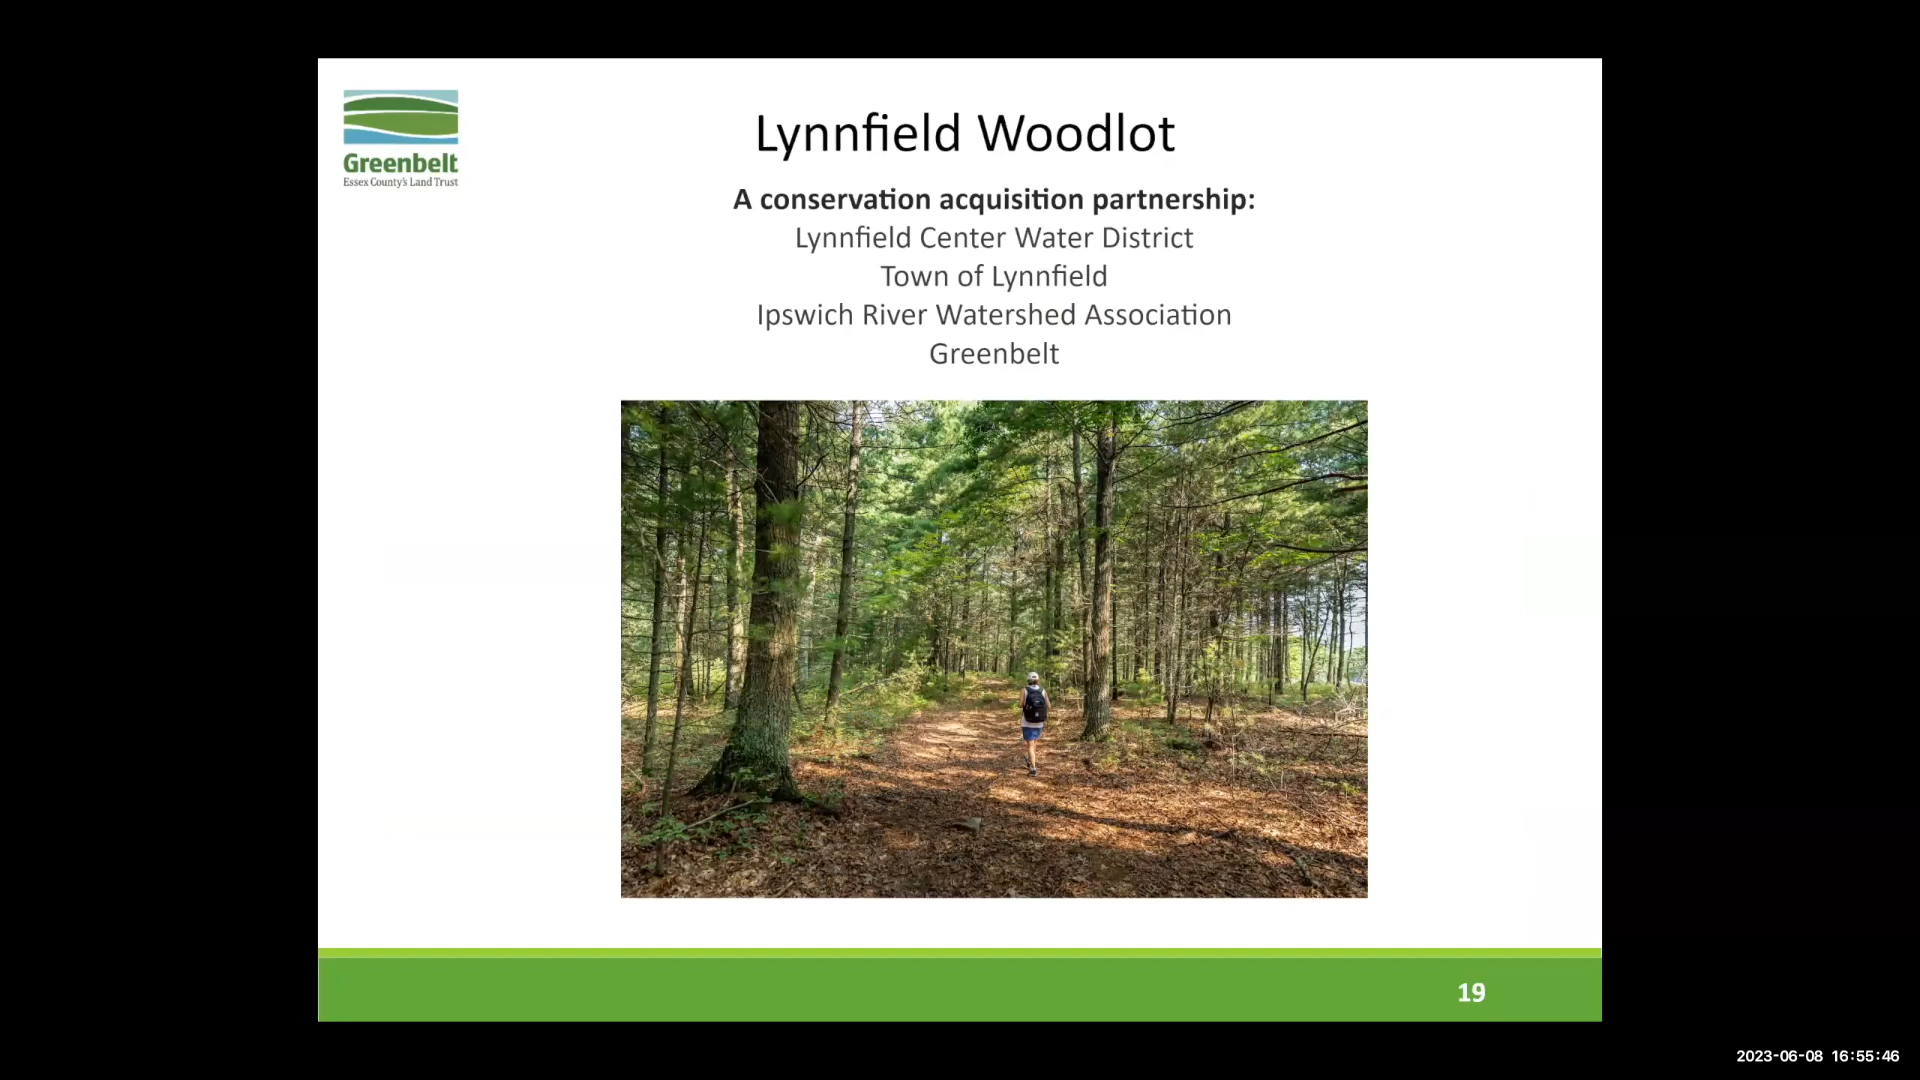 Greenbelt
Essex County's Land Trust
Lynnfield Woodlot
A conservation acquisition partnership:
Lynnfield Center Water District
Town of Lynnfield
Ipswich River Watershed Association
Greenbelt
19
2023-06-08 16:55:46